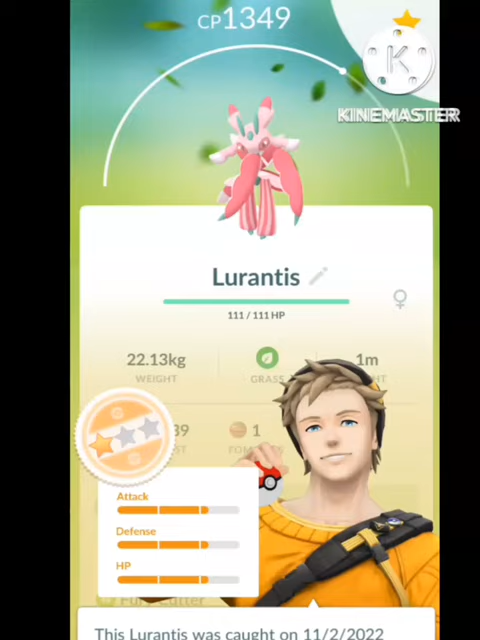 CP1349
K
KINEMASTER
Lurantis
111 / 111 HP
22.13kg
WEIGHT
GRASS
1m
39
1
Attack
Defense
HP
This Lurantis was caught on 11/2/2022